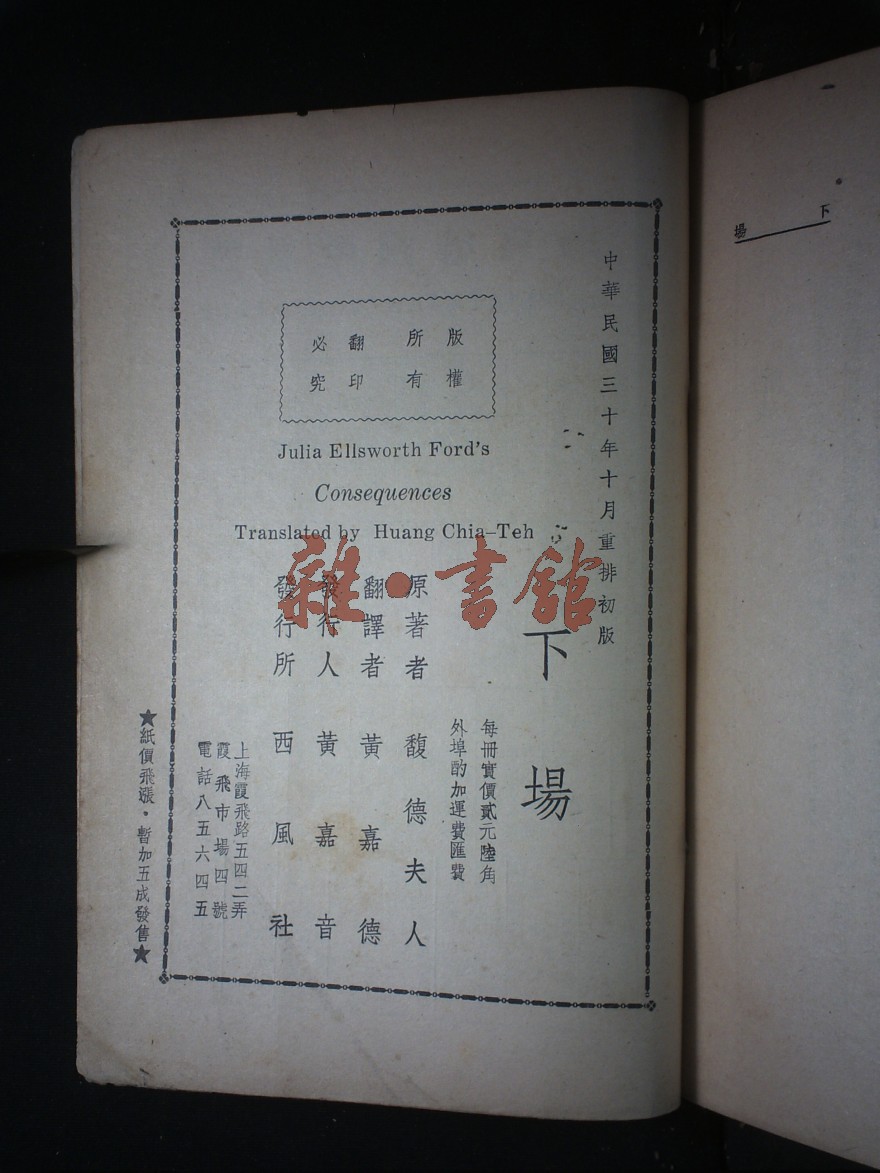 下場
中華民國三十年十月重排初版
版權
所有
翻印
必究
Julia Ellsworth Ford's
Consequences
Translated by Huang Chia-Teh
雜·書館
下場
每冊實價貳元陸角
外埠酌加運費匯費
原著者 馥德夫人
翻譯者 黃嘉德
發行人 黃嘉音
發行所 西風社
上海霞飛路五四二弄
霞飛市場四號
電話八五六四五
★紙價飛漲·暫加五成發售★